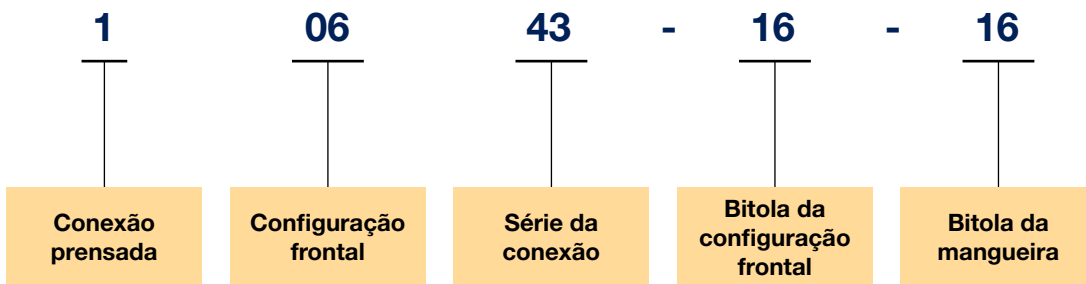 1 06 43 - 16 - 16
Conexão
prensada
Configuração
frontal
Série da
conexão
Bitola da
configuração
frontal
Bitola da
mangueira